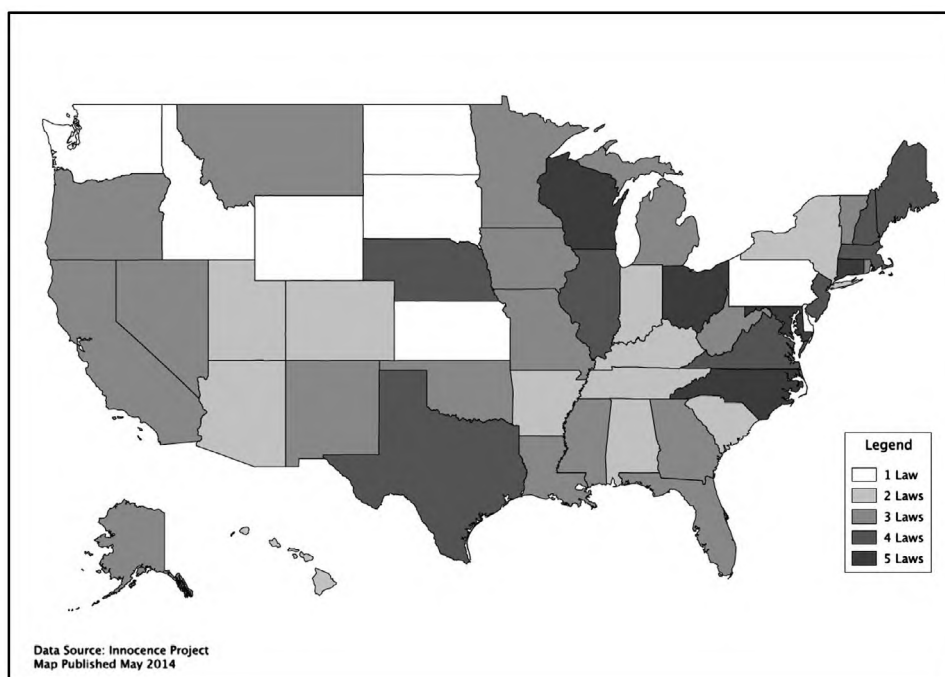 Legend
1 Law
2 Laws
3 Laws
4 Laws
5 Laws
Data Source: Innocence Project
Map Published May 2014